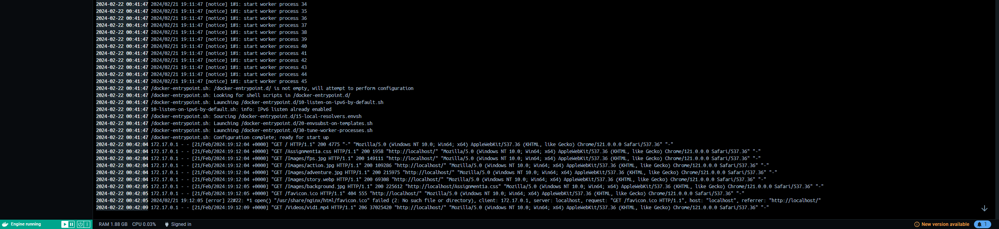 2024-02-22 00:41:47 2024/02/21 19:11:47 [notice] 1#1: start worker process 34
2024-02-22 00:41:47 2024/02/21 19:11:47 [notice] 1#1: start worker process 35
2024-02-22 00:41:47 2024/02/21 19:11:47 [notice] 1#1: start worker process 36
2024-02-22 00:41:47 2024/02/21 19:11:47 [notice] 1#1: start worker process 37
2024-02-22 00:41:47 2024/02/21 19:11:47 [notice] 1#1: start worker process 38
2024-02-22 00:41:47 2024/02/21 19:11:47 [notice] 1#1: start worker process 39
2024-02-22 00:41:47 2024/02/21 19:11:47 [notice] 1#1: start worker process 40
2024-02-22 00:41:47 2024/02/21 19:11:47 [notice] 1#1: start worker process 41
2024-02-22 00:41:47 2024/02/21 19:11:47 [notice] 1#1: start worker process 42
2024-02-22 00:41:47 2024/02/21 19:11:47 [notice] 1#1: start worker process 43
2024-02-22 00:41:47 2024/02/21 19:11:47 [notice] 1#1: start worker process 44
2024-02-22 00:41:47 2024/02/21 19:11:47 [notice] 1#1: start worker process 45
2024-02-22 00:41:47 /docker-entrypoint.sh: /docker-entrypoint.d/ is not empty, will attempt to perform configuration
2024-02-22 00:41:47 /docker-entrypoint.sh: Looking for shell scripts in /docker-entrypoint.d/
2024-02-22 00:41:47 /docker-entrypoint.sh: Launching /docker-entrypoint.d/10-listen-on-ipv6-by-default.sh
2024-02-22 00:41:47 10-listen-on-ipv6-by-default.sh: info: IPv6 listen already enabled
2024-02-22 00:41:47 /docker-entrypoint.sh: Sourcing /docker-entrypoint.d/15-local-resolvers.envsh
2024-02-22 00:41:47 /docker-entrypoint.sh: Launching /docker-entrypoint.d/20-envsubst-on-templates.sh
2024-02-22 00:41:47 /docker-entrypoint.sh: Launching /docker-entrypoint.d/30-tune-worker-processes.sh
2024-02-22 00:41:47 /docker-entrypoint.sh: Configuration complete; ready for start up
2024-02-22 00:42:04 172.17.0.1 - - [21/Feb/2024:19:12:04 +0000] "GET / HTTP/1.1" 200 4775 "-" "Mozilla/5.0 (Windows NT 10.0; Win64; x64) AppleWebKit/537.36 (KHTML, like Gecko) Chrome/121.0.0.0 Safari/537.36" "-"
2024-02-22 00:42:04 172.17.0.1 - - [21/Feb/2024:19:12:04 +0000] "GET /Assignment1a.css HTTP/1.1" 200 1958 "http://localhost/" "Mozilla/5.0 (Windows NT 10.0; Win64; x64) AppleWebKit/537.36 (KHTML, like Gecko) Chrome/121.0.0.0 Safari/537.36" "-"
2024-02-22 00:42:04 172.17.0.1 - - [21/Feb/2024:19:12:04 +0000] "GET /Images/fps.jpg HTTP/1.1" 200 149111 "http://localhost/" "Mozilla/5.0 (Windows NT 10.0; Win64; x64) AppleWebKit/537.36 (KHTML, like Gecko) Chrome/121.0.0.0 Safari/537.36" "-"
2024-02-22 00:42:04 172.17.0.1 - - [21/Feb/2024:19:12:04 +0000] "GET /Images/action.jpg HTTP/1.1" 200 109286 "http://localhost/" "Mozilla/5.0 (Windows NT 10.0; Win64; x64) AppleWebKit/537.36 (KHTML, like Gecko) Chrome/121.0.0.0 Safari/537.36" "-"
2024-02-22 00:42:04 172.17.0.1 - - [21/Feb/2024:19:12:04 +0000] "GET /Images/adventure.jpg HTTP/1.1" 200 215975 "http://localhost/" "Mozilla/5.0 (Windows NT 10.0; Win64; x64) AppleWebKit/537.36 (KHTML, like Gecko) Chrome/121.0.0.0 Safari/537.36" "-"
2024-02-22 00:42:04 172.17.0.1 - - [21/Feb/2024:19:12:04 +0000] "GET /Images/story.webp HTTP/1.1" 200 69308 "http://localhost/" "Mozilla/5.0 (Windows NT 10.0; Win64; x64) AppleWebKit/537.36 (KHTML, like Gecko) Chrome/121.0.0.0 Safari/537.36" "-"
2024-02-22 00:42:05 172.17.0.1 - - [21/Feb/2024:19:12:05 +0000] "GET /Images/background.jpg HTTP/1.1" 200 225612 "http://localhost/Assignment1a.css" "Mozilla/5.0 (Windows NT 10.0; Win64; x64) AppleWebKit/537.36 (KHTML, like Gecko) Chrome/121.0.0.0 Safari/537.36" "-"
2024-02-22 00:42:05 172.17.0.1 - - [21/Feb/2024:19:12:05 +0000] "GET /favicon.ico HTTP/1.1" 404 555 "http://localhost/" "Mozilla/5.0 (Windows NT 10.0; Win64; x64) AppleWebKit/537.36 (KHTML, like Gecko) Chrome/121.0.0.0 Safari/537.36" "-"
2024-02-22 00:42:05 2024/02/21 19:12:05 [error] 22#22: *1 open() "/usr/share/nginx/html/favicon.ico" failed (2: No such file or directory), client: 172.17.0.1, server: localhost, request: "GET /favicon.ico HTTP/1.1", host: "localhost", referrer: "http://localhost/"
2024-02-22 00:42:09 172.17.0.1 - - [21/Feb/2024:19:12:09 +0000] "GET /Videos/vid1.mp4 HTTP/1.1" 206 37025420 "http://localhost/" "Mozilla/5.0 (Windows NT 10.0; Win64; x64) AppleWebKit/537.36 (KHTML, like Gecko) Chrome/121.0.0.0 Safari/537.36" "-"
Engine running RAM 1.88 GB CPU 0.03% Signed in New version available 1